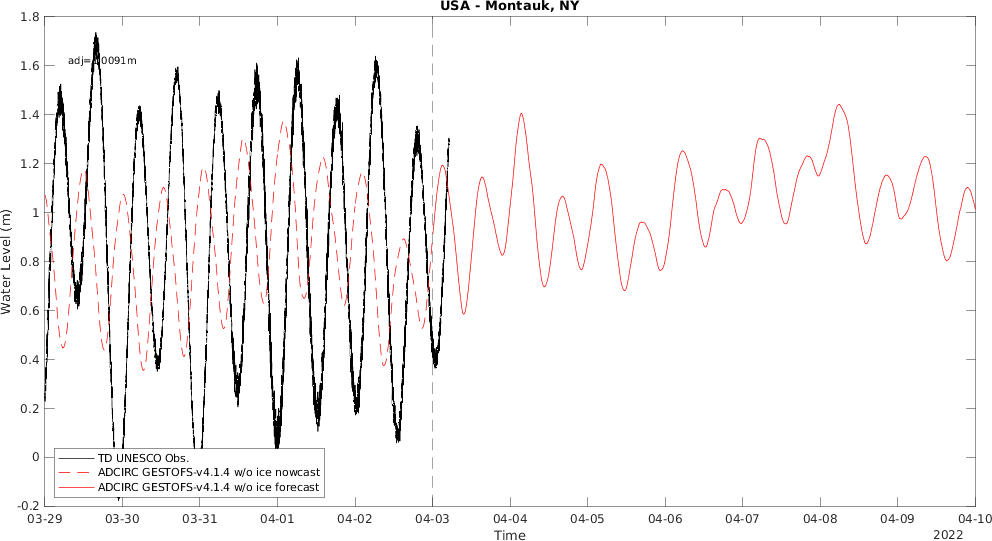 USA - Montauk, NY
1.8
1.6
1.4
1.2
1
0.8
0.6
0.4
0.2
0
-0.2
Water Level (m)
TD UNESCO Obs.
ADCIRC GESTOFS-v4.1.4 w/o ice nowcast
ADCIRC GESTOFS-v4.1.4 w/o ice forecast
03-29 03-30 03-31 04-01 04-02 04-03 04-04 04-05 04-06 04-07 04-08 04-09 04-10
Time
2022